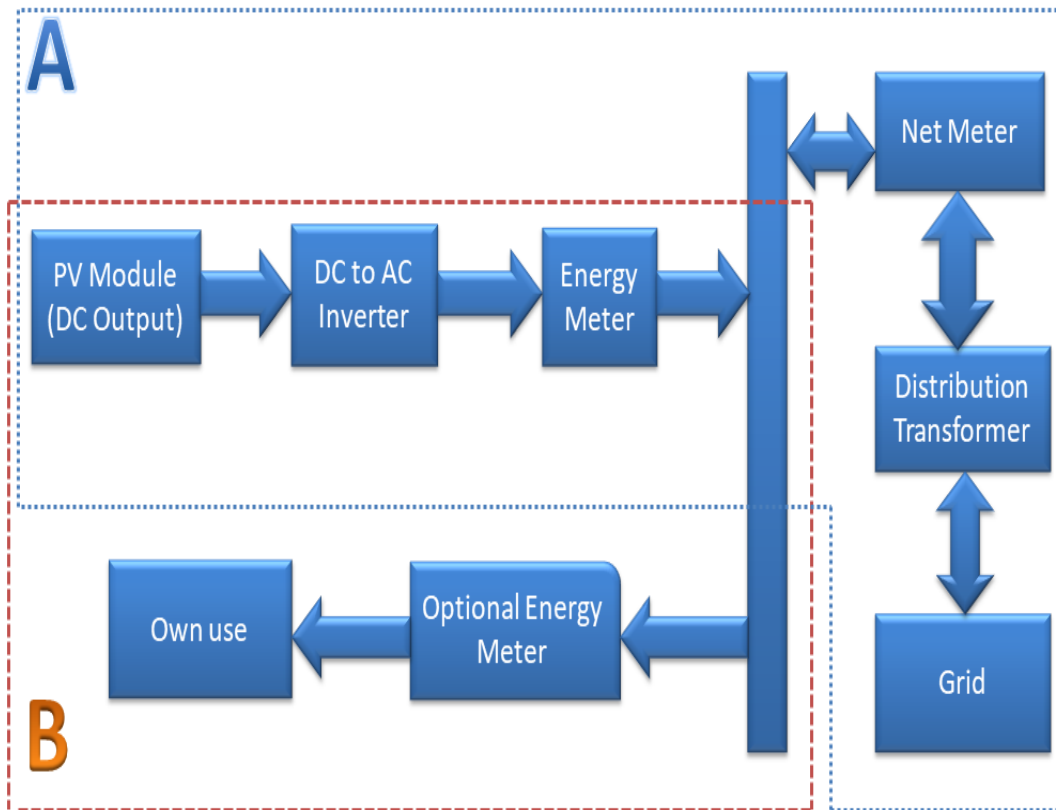 A
Net Meter
PV Module
(DC Output)
DC to AC
Inverter
Energy
Meter
Distribution
Transformer
Own use
Optional Energy
Meter
Grid
B